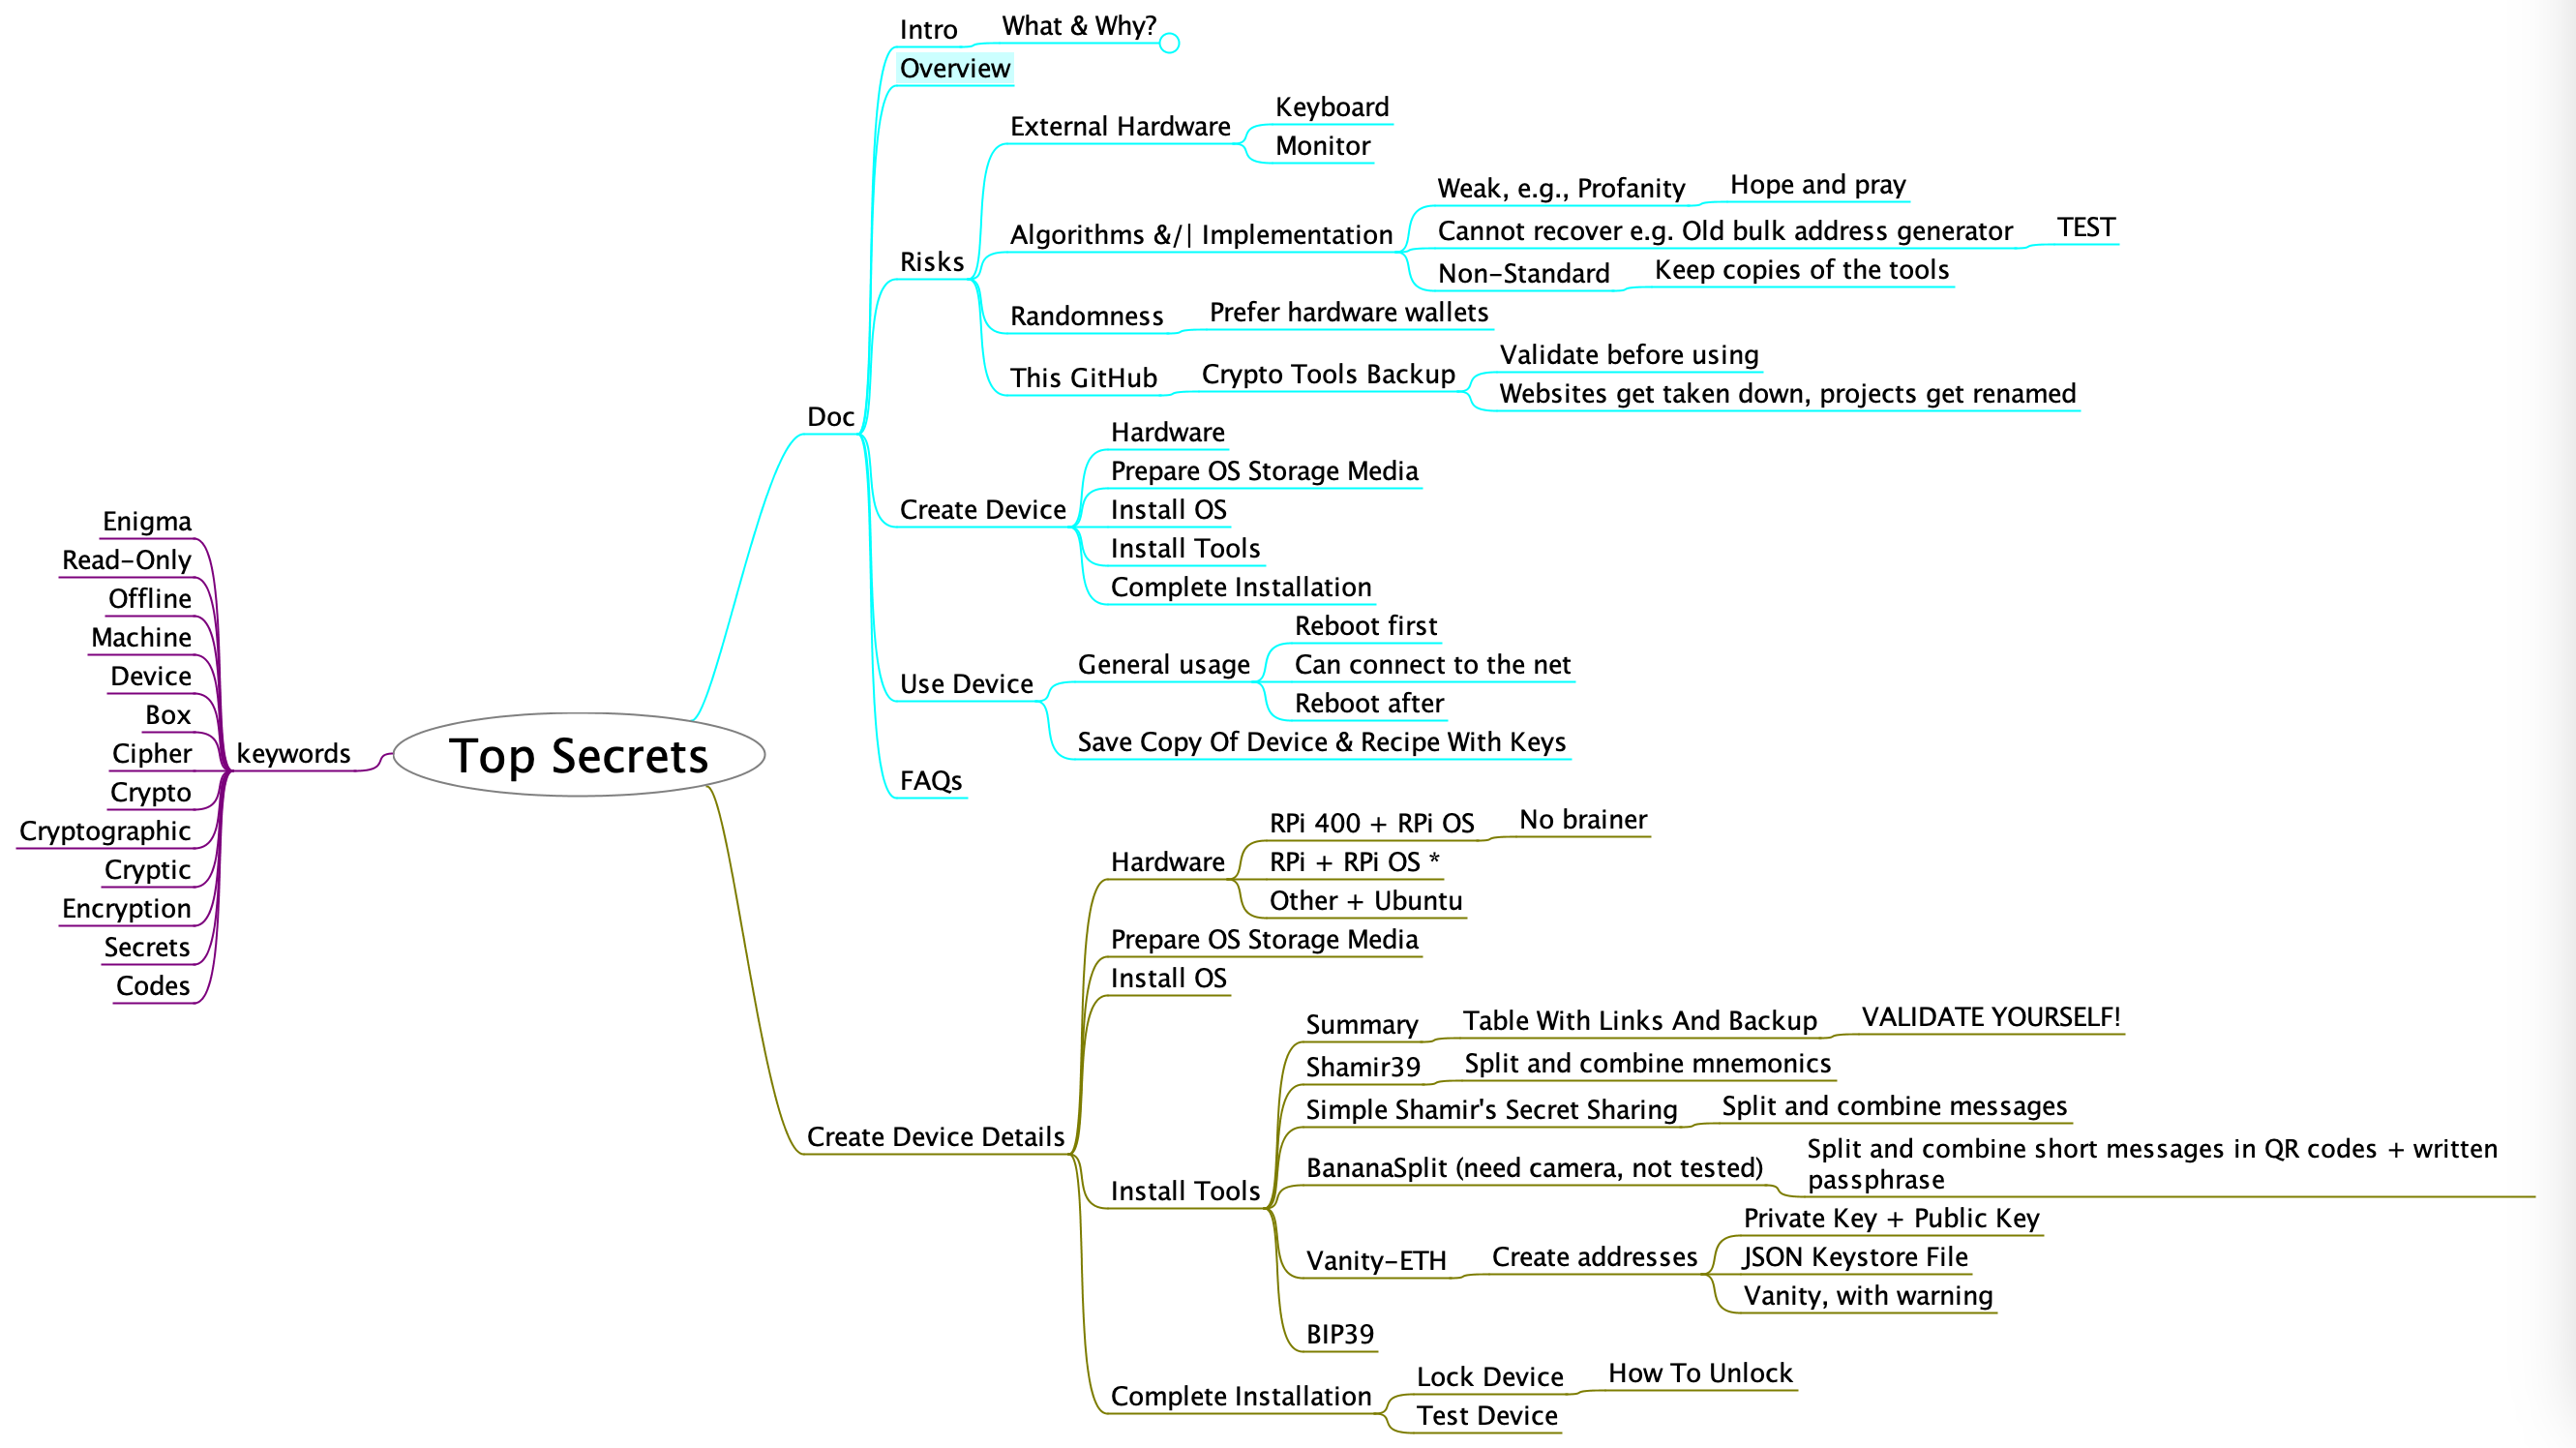 Top Secrets
keywords
Enigma
Read-Only
Offline
Machine
Device
Box
Cipher
Crypto
Cryptographic
Cryptic
Encryption
Secrets
Codes
Doc
Intro
What & Why?
Overview
Risks
External Hardware
Keyboard
Monitor
Algorithms &/| Implementation
Weak, e.g., Profanity
Hope and pray
Cannot recover e.g. Old bulk address generator
TEST
Non-Standard
Keep copies of the tools
Randomness
Prefer hardware wallets
This GitHub
Crypto Tools Backup
Validate before using
Websites get taken down, projects get renamed
Create Device
Hardware
Prepare OS Storage Media
Install OS
Install Tools
Complete Installation
Use Device
General usage
Reboot first
Can connect to the net
Reboot after
Save Copy Of Device & Recipe With Keys
FAQs
Create Device Details
Hardware
RPi 400 + RPi OS
No brainer
RPi + RPi OS *
Other + Ubuntu
Prepare OS Storage Media
Install OS
Install Tools
Summary
Table With Links And Backup
VALIDATE YOURSELF!
Shamir39
Split and combine mnemonics
Simple Shamir's Secret Sharing
Split and combine messages
BananaSplit (need camera, not tested)
Split and combine short messages in QR codes + written
passphrase
Vanity-ETH
Create addresses
Private Key + Public Key
JSON Keystore File
Vanity, with warning
BIP39
Complete Installation
Lock Device
How To Unlock
Test Device